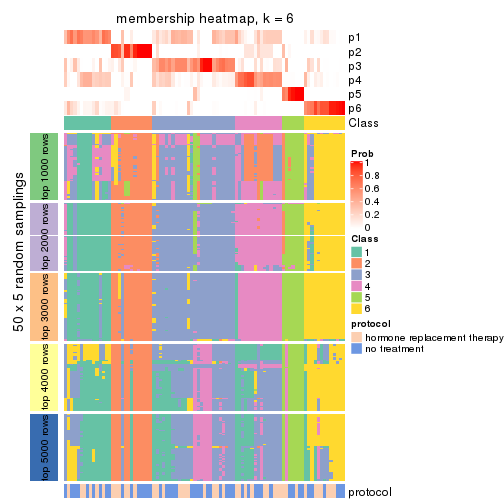 membership heatmap, k = 6
p1
p2
p3
p4
p5
p6
Class
50 x 5 random samplings
top 1000 rows
top 2000 rows
top 3000 rows
top 4000 rows
top 5000 rows
Prob
1
0.8
0.6
0.4
0.2
0
Class
1
2
3
4
5
6
protocol
hormone replacement therapy
no treatment
protocol